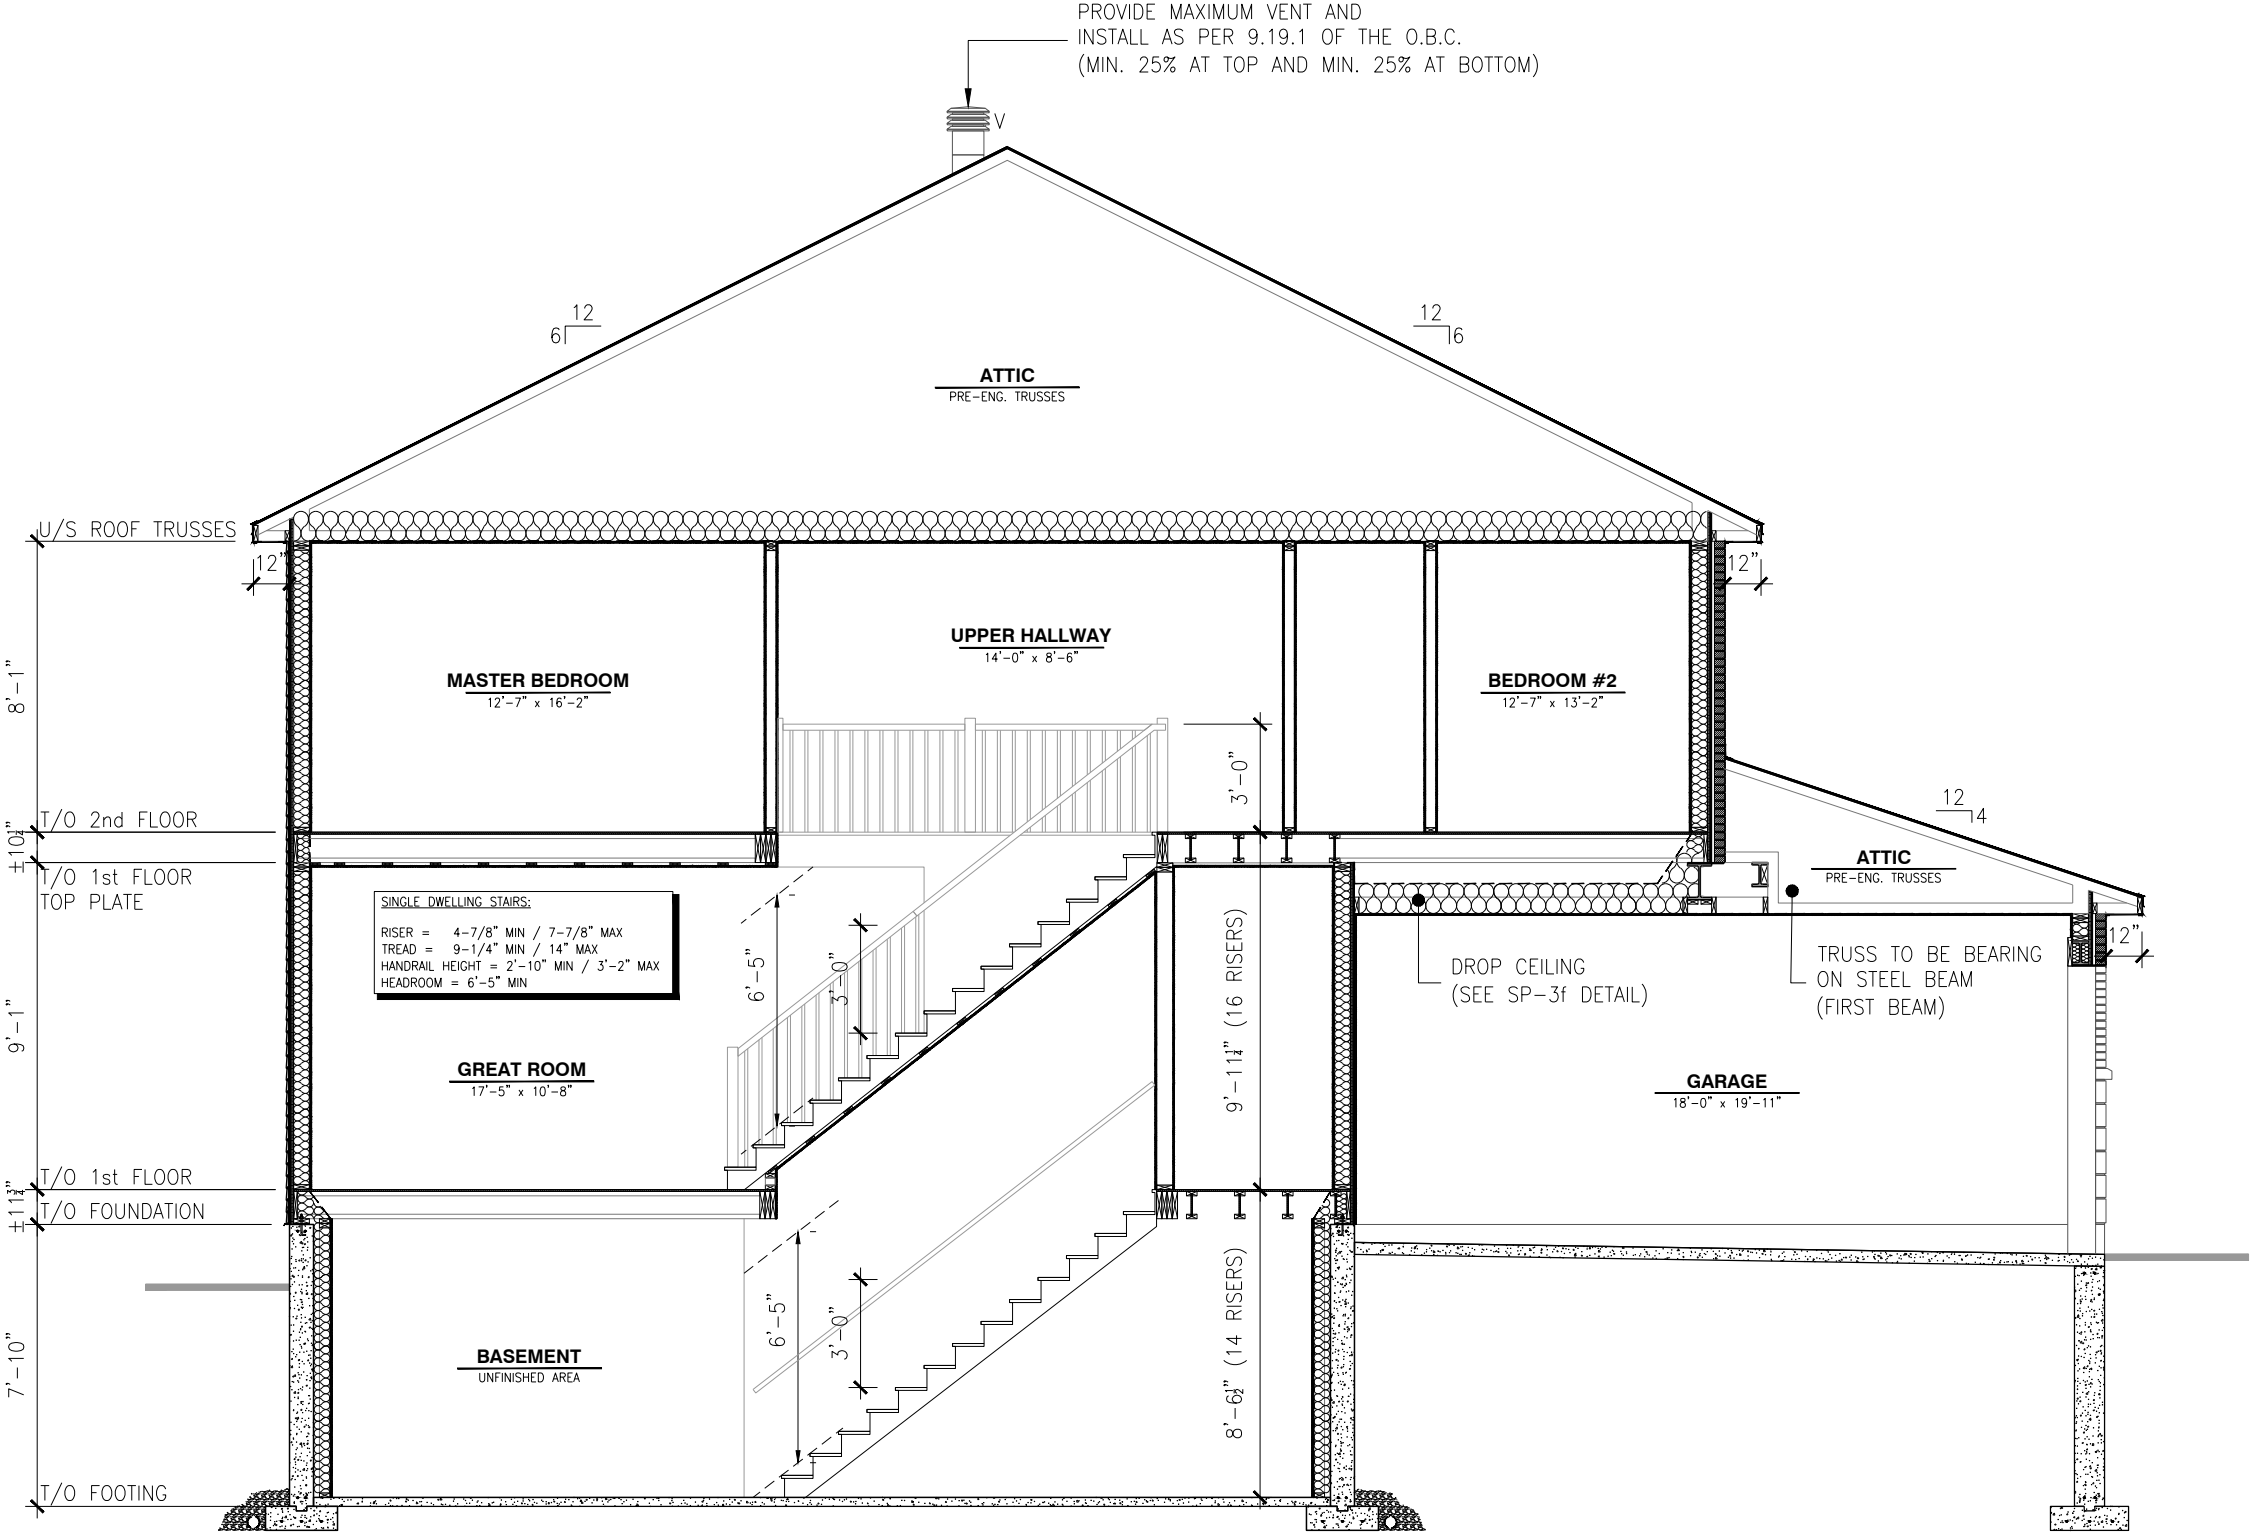 PROVIDE MAXIMUM VENT AND
INSTALL AS PER 9.19.1 OF THE O.B.C.
(MIN. 25% AT TOP AND MIN. 25% AT BOTTOM)
V
12
6
12
6
ATTIC
PRE-ENG. TRUSSES
U/S ROOF TRUSSES
12"
12"
8'-1"
MASTER BEDROOM
12'-7" x 16'-2"
UPPER HALLWAY
14'-0" x 8'-6"
BEDROOM #2
12'-7" x 13'-2"
3'-0"
12
4
T/O 2nd FLOOR
±10¼"
T/O 1st FLOOR
TOP PLATE
ATTIC
PRE-ENG. TRUSSES
SINGLE DWELLING STAIRS:
RISER = 4-7/8" MIN / 7-7/8" MAX
TREAD = 9-1/4" MIN / 14" MAX
HANDRAIL HEIGHT = 2'-10" MIN / 3'-2" MAX
HEADROOM = 6'-5" MIN
6'-5"
3'-0"
9'-11¼" (16 RISERS)
DROP CEILING
(SEE SP-3f DETAIL)
TRUSS TO BE BEARING
ON STEEL BEAM
(FIRST BEAM)
12"
9'-1"
GREAT ROOM
17'-5" x 10'-8"
GARAGE
18'-0" x 19'-11"
T/O 1st FLOOR
±11¾"
T/O FOUNDATION
7'-10"
BASEMENT
UNFINISHED AREA
6'-5"
3'-0"
8'-6½" (14 RISERS)
T/O FOOTING